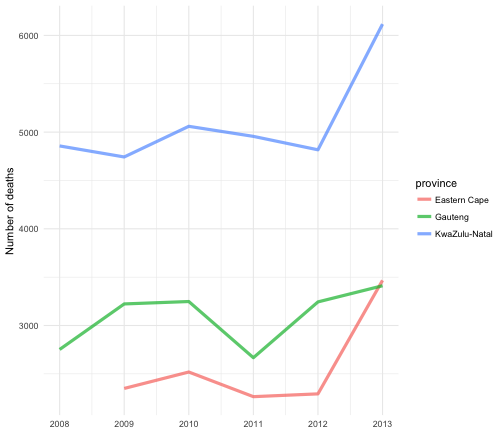 6000
5000
4000
3000
Number of deaths
2008 2009 2010 2011 2012 2013
province
Eastern Cape
Gauteng
KwaZulu-Natal